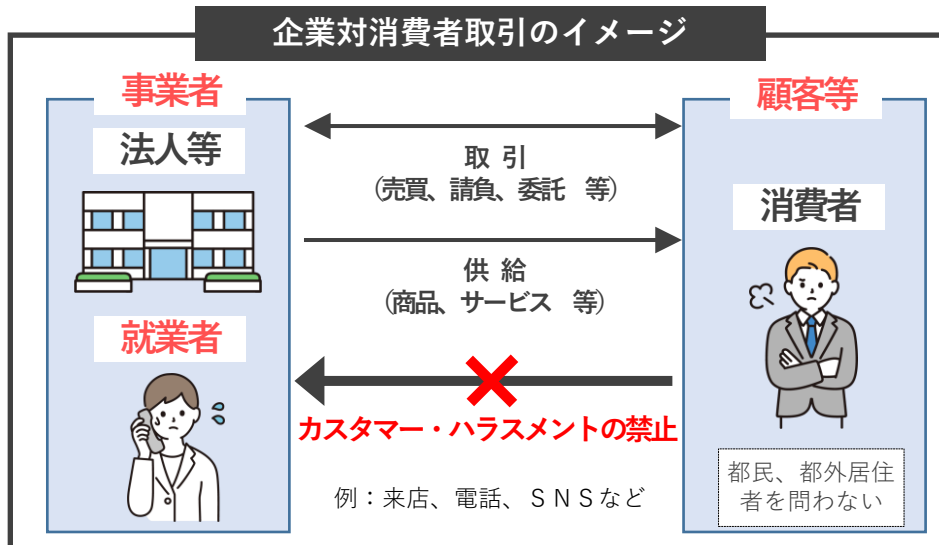 企業対消費者取引のイメージ
事業者
法人等
就業者
取 引
(売買、請負、委託　等)
供 給
(商品、サービス　等)
カスタマー・ハラスメントの禁止
例：来店、電話、ＳＮＳなど
顧客等
消費者
都民、都外居住
者を問わない